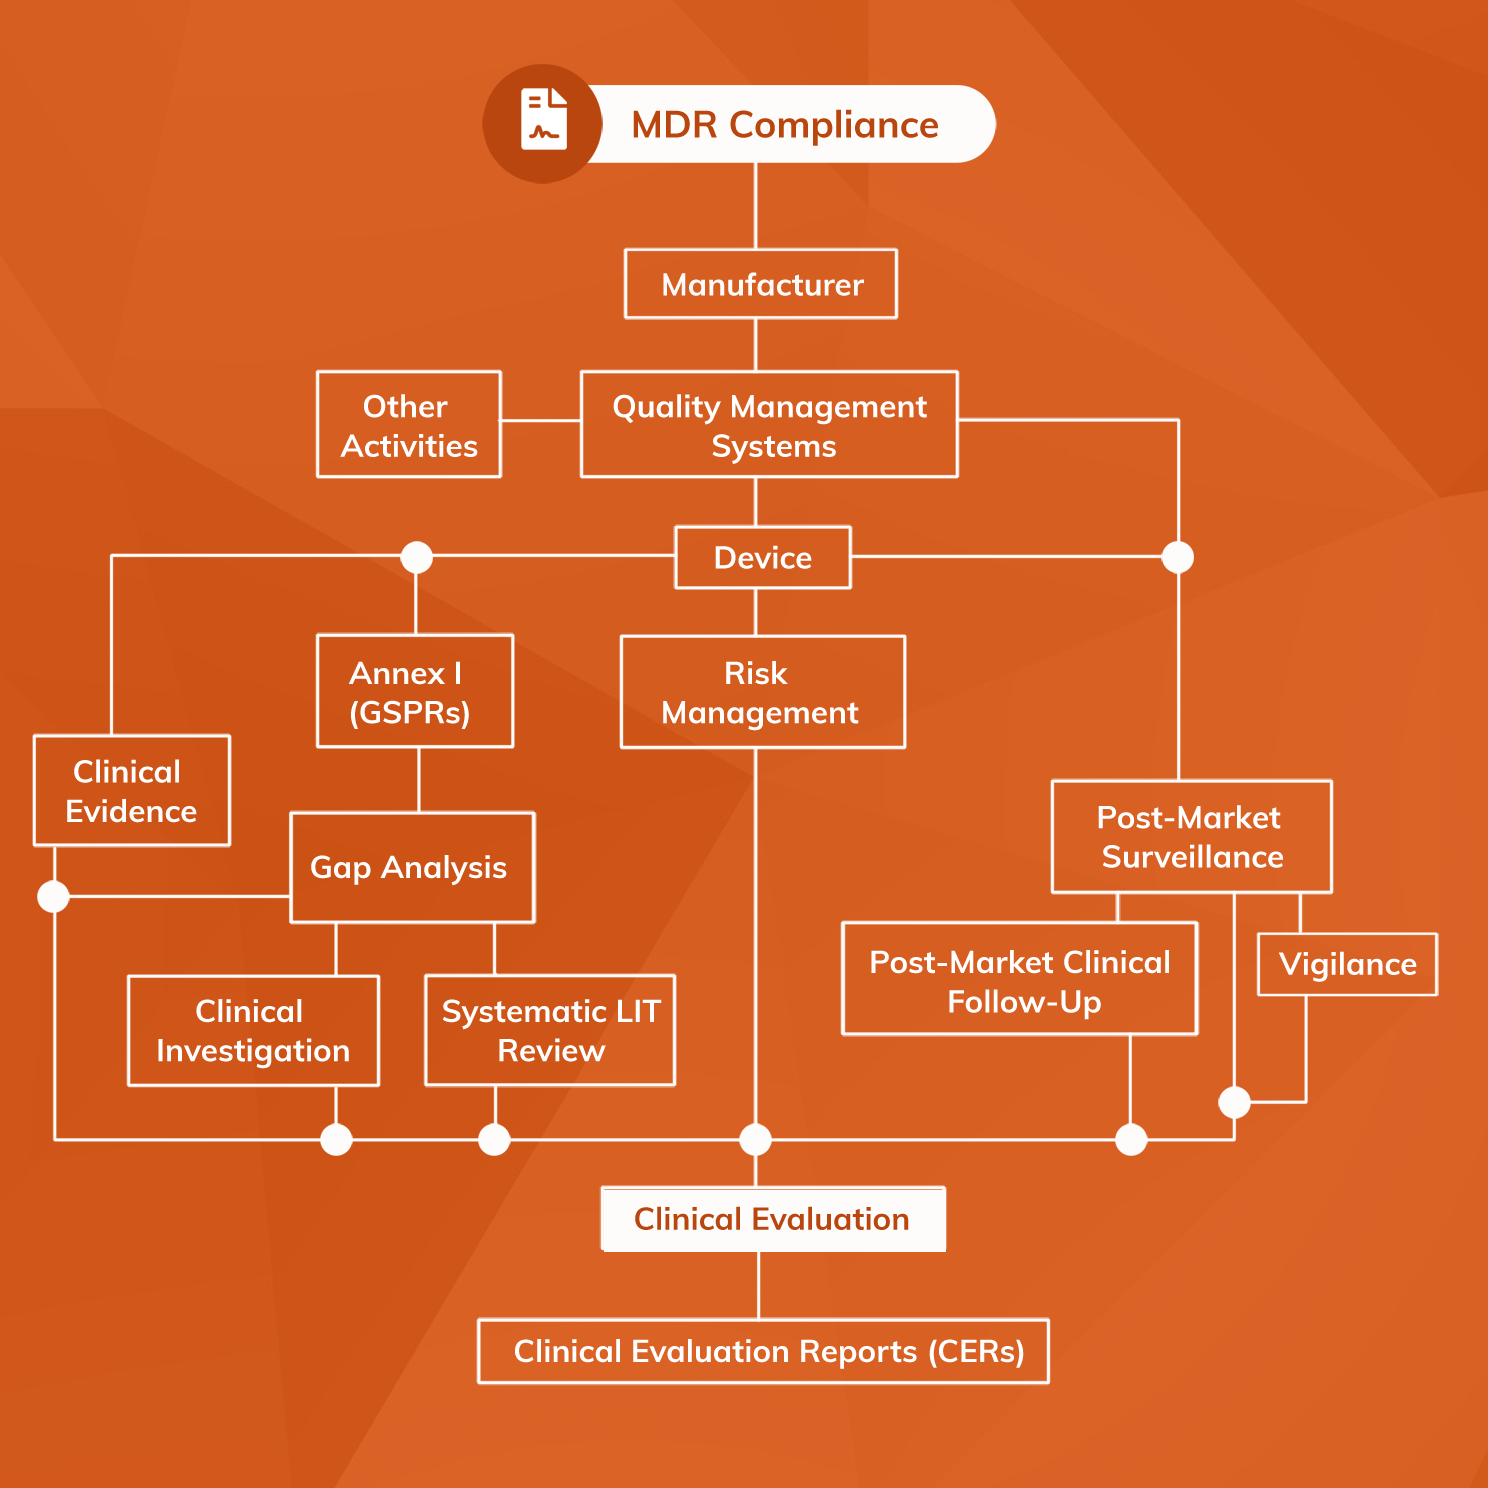 MDR Compliance
Manufacturer
Other
Activities
Quality Management
Systems
Device
Annex I
(GSPRs)
Risk
Management
Clinical
Evidence
Gap Analysis
Post-Market
Surveillance
Clinical
Investigation
Systematic LIT
Review
Post-Market Clinical
Follow-Up
Vigilance
Clinical Evaluation
Clinical Evaluation Reports (CERs)